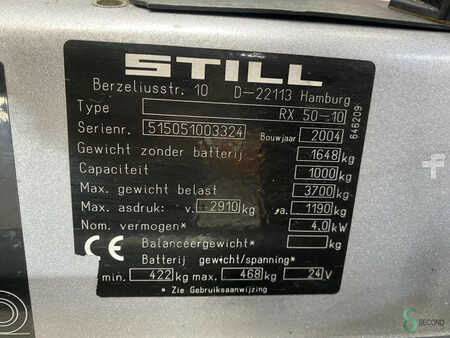 STILL
Berzeliusstr. 10 D-22113 Hamburg
Type RX 50-10
Serienr. 515051003324 Bouwjaar 2004
Gewicht zonder batterij 1648 kg
Capaciteit 1000 kg
Max. gewicht belast 3700 kg
Max. asdruk: v. 2910 kg a. 1190 kg
Nom. vermogen* 4.0 kW
CE Balanceergewicht* kg
Batterij gewicht/spanning*
min. 422 kg max. 468 kg 24 V
* Zie Gebruiksaanwijzing
646209
SECOND